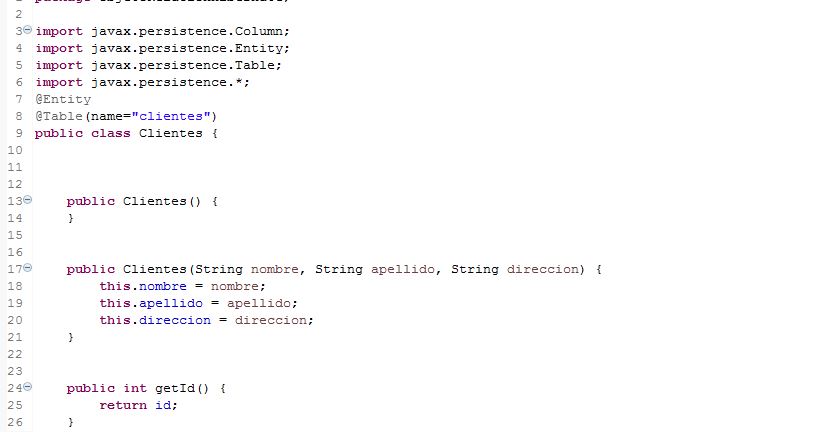 2
3 import javax.persistence.Column;
4 import javax.persistence.Entity;
5 import javax.persistence.Table;
6 import javax.persistence.*;
7 @Entity
8 @Table(name="clientes")
9 public class Clientes {
10
11
12
13 public Clientes() {
14 }
15
16
17 public Clientes(String nombre, String apellido, String direccion) {
18 this.nombre = nombre;
19 this.apellido = apellido;
20 this.direccion = direccion;
21 }
22
23
24 public int getId() {
25 return id;
26 }